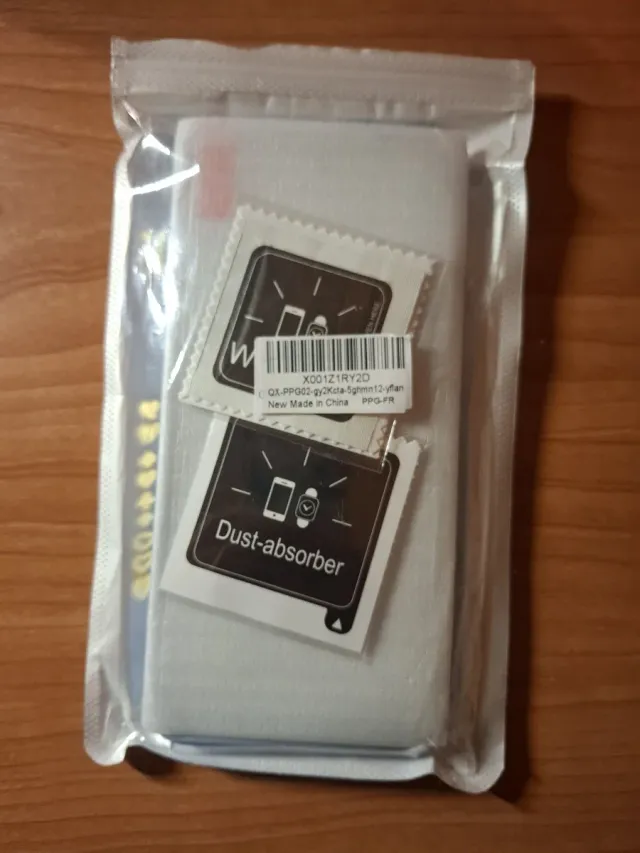 W
X001Z1RY2D
QX-PPG02-gy2Kcta-5ghmn12-yflan
New Made in China PPG-FR
Dust-absorber